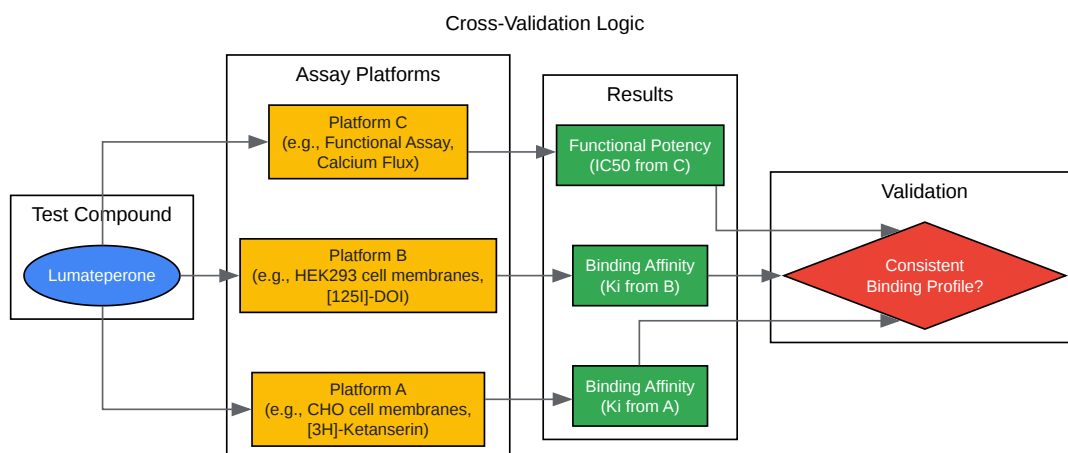 Cross-Validation Logic
Assay Platforms
Results
Platform C
(e.g., Functional Assay,
Calcium Flux)
Functional Potency
(IC50 from C)
Test Compound
Validation
Lumateperone
Platform B
(e.g., HEK293 cell membranes,
[125I]-DOI)
Binding Affinity
(Ki from B)
Consistent
Binding Profile?
Platform A
(e.g., CHO cell membranes,
[3H]-Ketanserin)
Binding Affinity
(Ki from A)